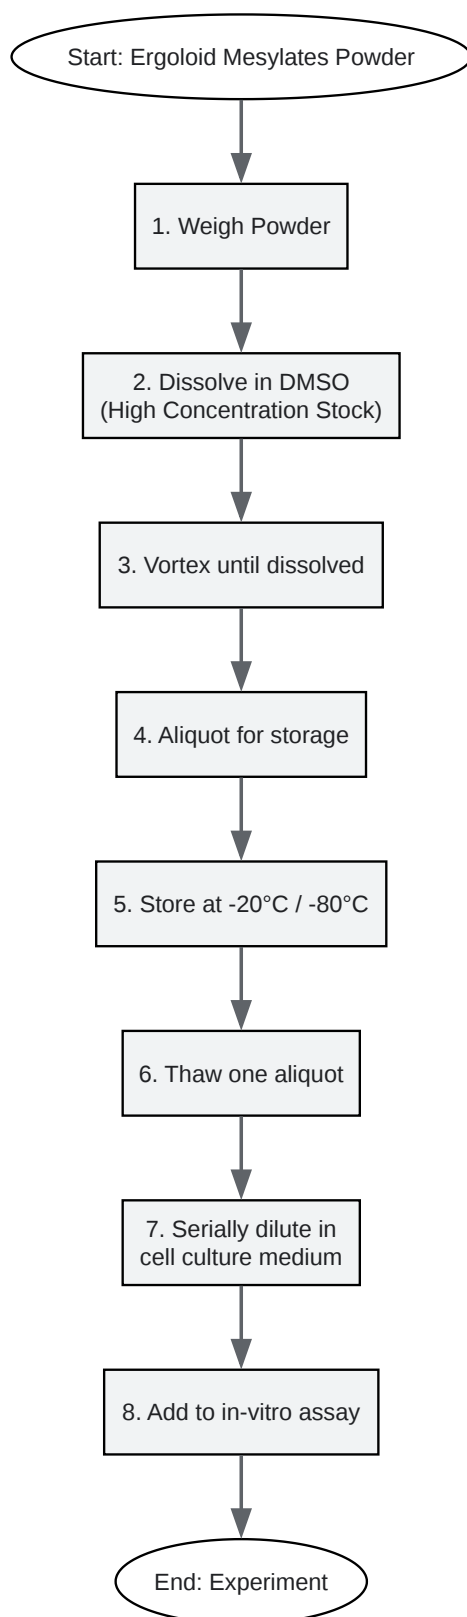 Start: Ergoloid Mesylates Powder
1. Weigh Powder
2. Dissolve in DMSO
(High Concentration Stock)
3. Vortex until dissolved
4. Aliquot for storage
5. Store at -20°C / -80°C
6. Thaw one aliquot
7. Serially dilute in
cell culture medium
8. Add to in-vitro assay
End: Experiment